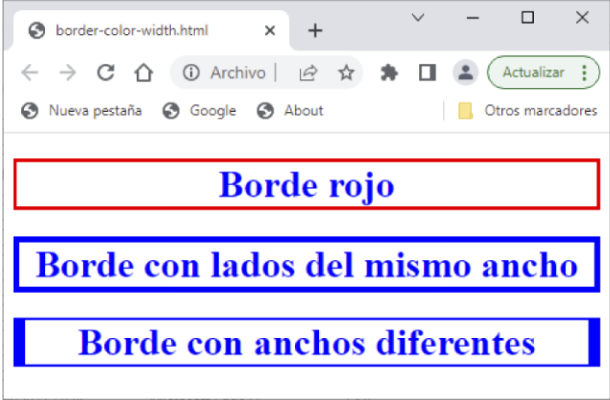 border-color-width.html
Archivo
Actualizar
Nueva pestaña Google About Otros marcadores
Borde rojo
Borde con lados del mismo ancho
Borde con anchos diferentes